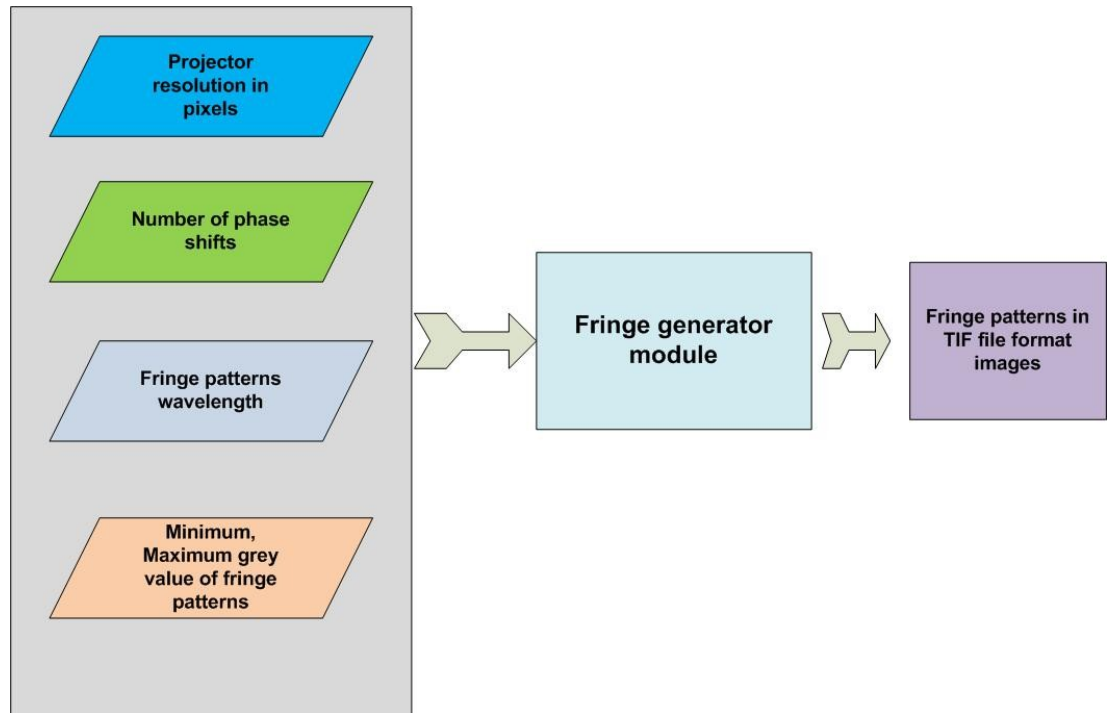 Projector
resolution in
pixels
Number of phase
shifts
Fringe patterns
wavelength
Minimum,
Maximum grey
value of fringe
patterns
Fringe generator
module
Fringe patterns in
TIF file format
images